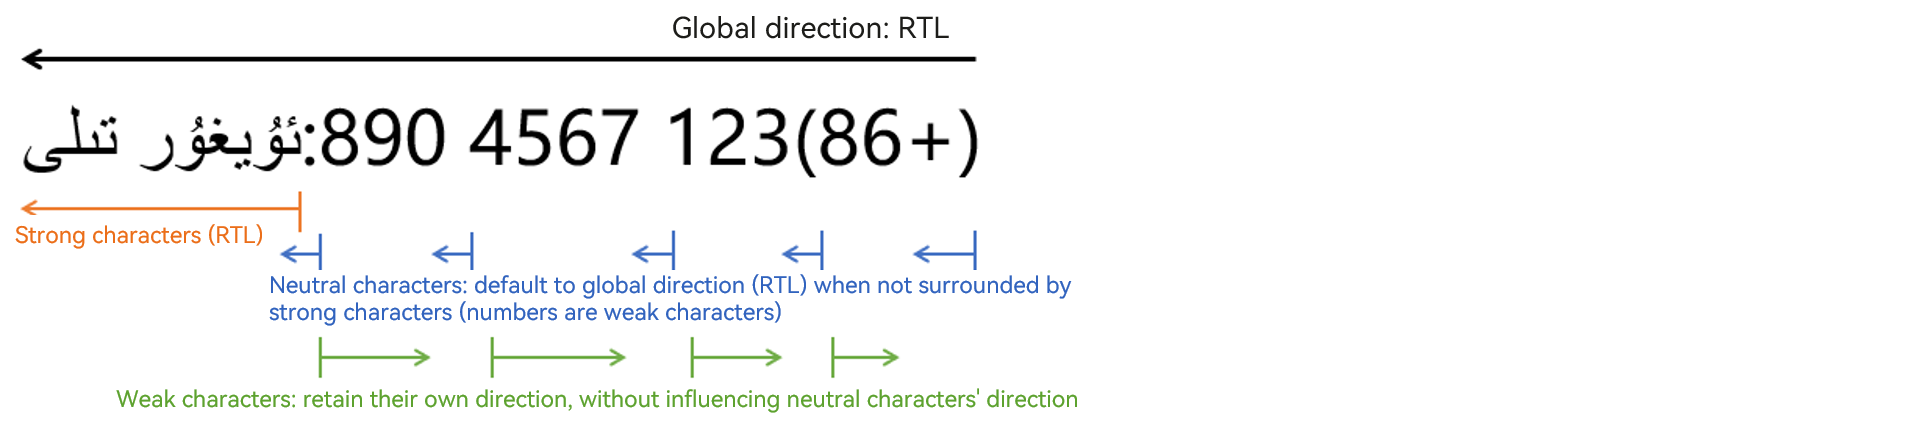 Global direction: RTL
(+86)123 4567 890:ئۇيغۇر تىلى
Strong characters (RTL)
Neutral characters: default to global direction (RTL) when not surrounded by
strong characters (numbers are weak characters)
Weak characters: retain their own direction, without influencing neutral characters' direction